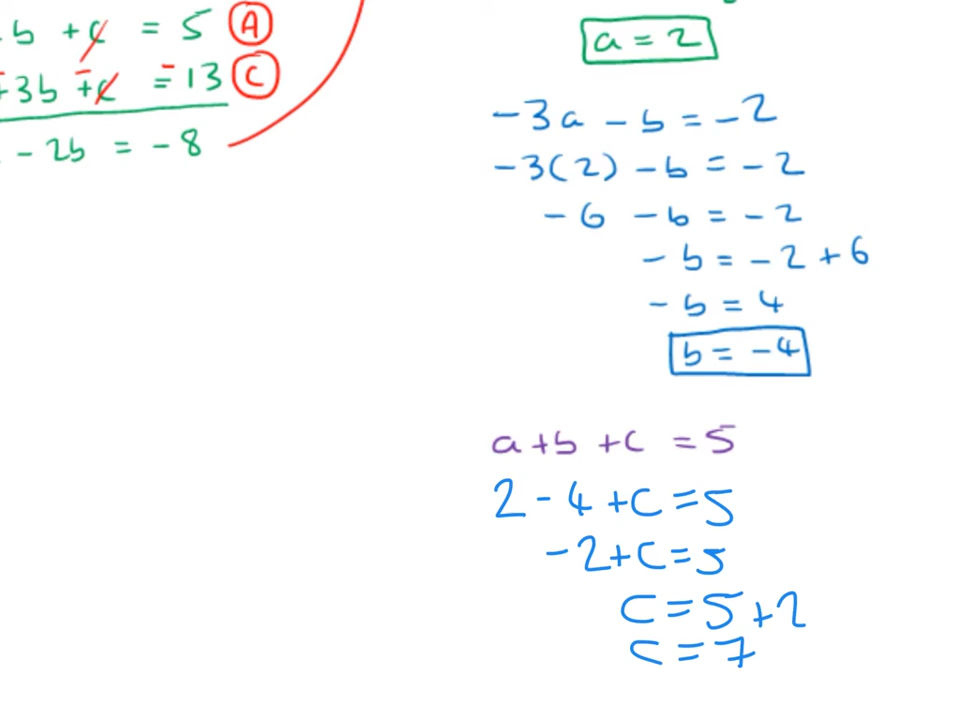 b + c = 5 A
+3b + c = 13 C
- 2b = -8
a = 2
-3a - b = -2
-3(2) - b = -2
-6 - b = -2
-b = -2 + 6
-b = 4
b = -4
a + b + c = 5
2 - 4 + c = 5
-2 + c = 5
c = 5 + 2
c = 7